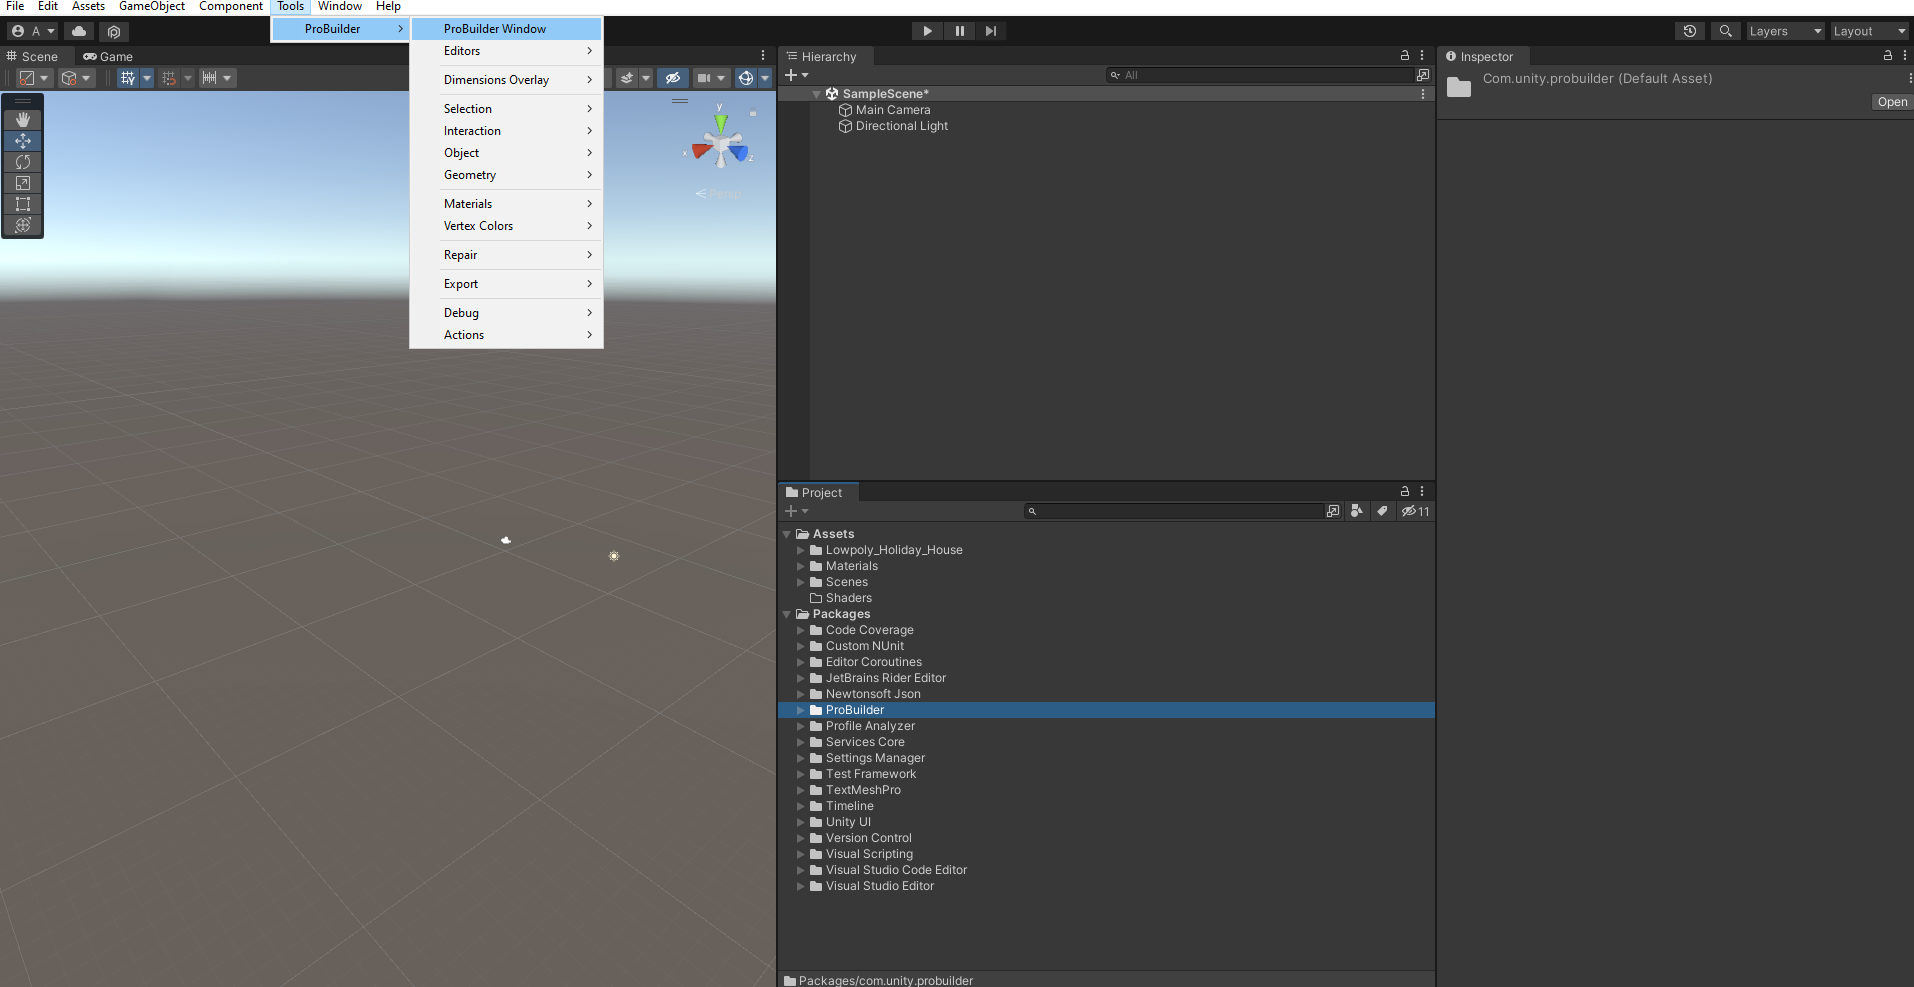 File Edit Assets GameObject Component Tools Window Help
A
ProBuilder
ProBuilder Window
Editors
Dimensions Overlay
Selection
Interaction
Object
Geometry
Materials
Vertex Colors
Repair
Export
Debug
Actions
Layers
Layout
Scene
Game
y
x
z
Persp
Hierarchy
All
SampleScene*
Main Camera
Directional Light
Project
11
Assets
Lowpoly_Holiday_House
Materials
Scenes
Shaders
Packages
Code Coverage
Custom NUnit
Editor Coroutines
JetBrains Rider Editor
Newtonsoft Json
ProBuilder
Profile Analyzer
Services Core
Settings Manager
Test Framework
TextMeshPro
Timeline
Unity UI
Version Control
Visual Scripting
Visual Studio Code Editor
Visual Studio Editor
Packages/com.unity.probuilder
Inspector
Com.unity.probuilder (Default Asset)
Open